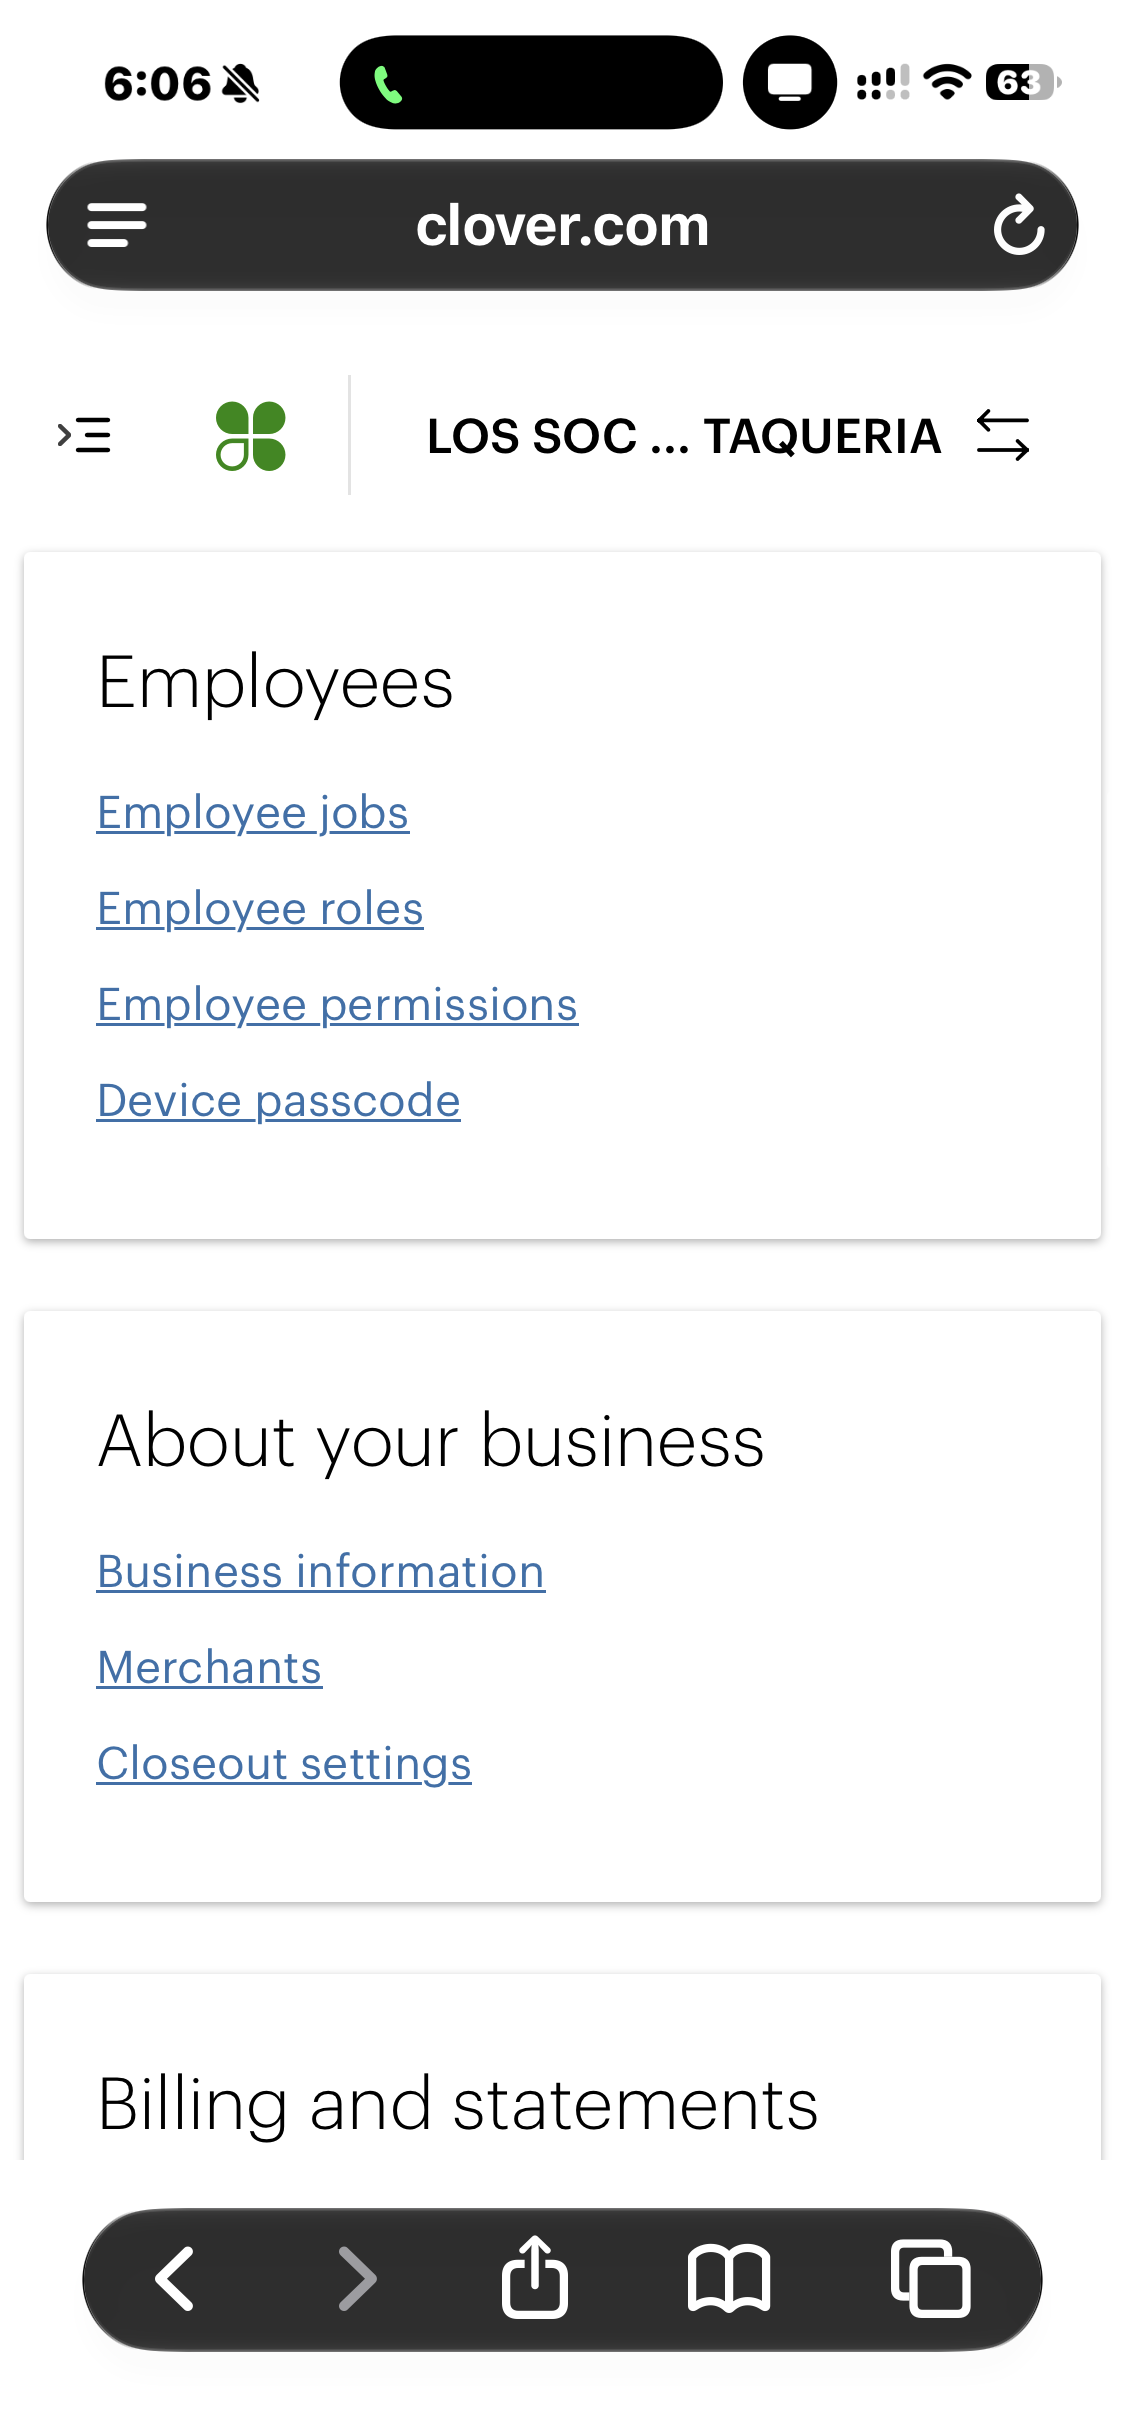 6:06
63
clover.com
LOS SOC ... TAQUERIA
Employees
Employee jobs
Employee roles
Employee permissions
Device passcode
About your business
Business information
Merchants
Closeout settings
Billing and statements